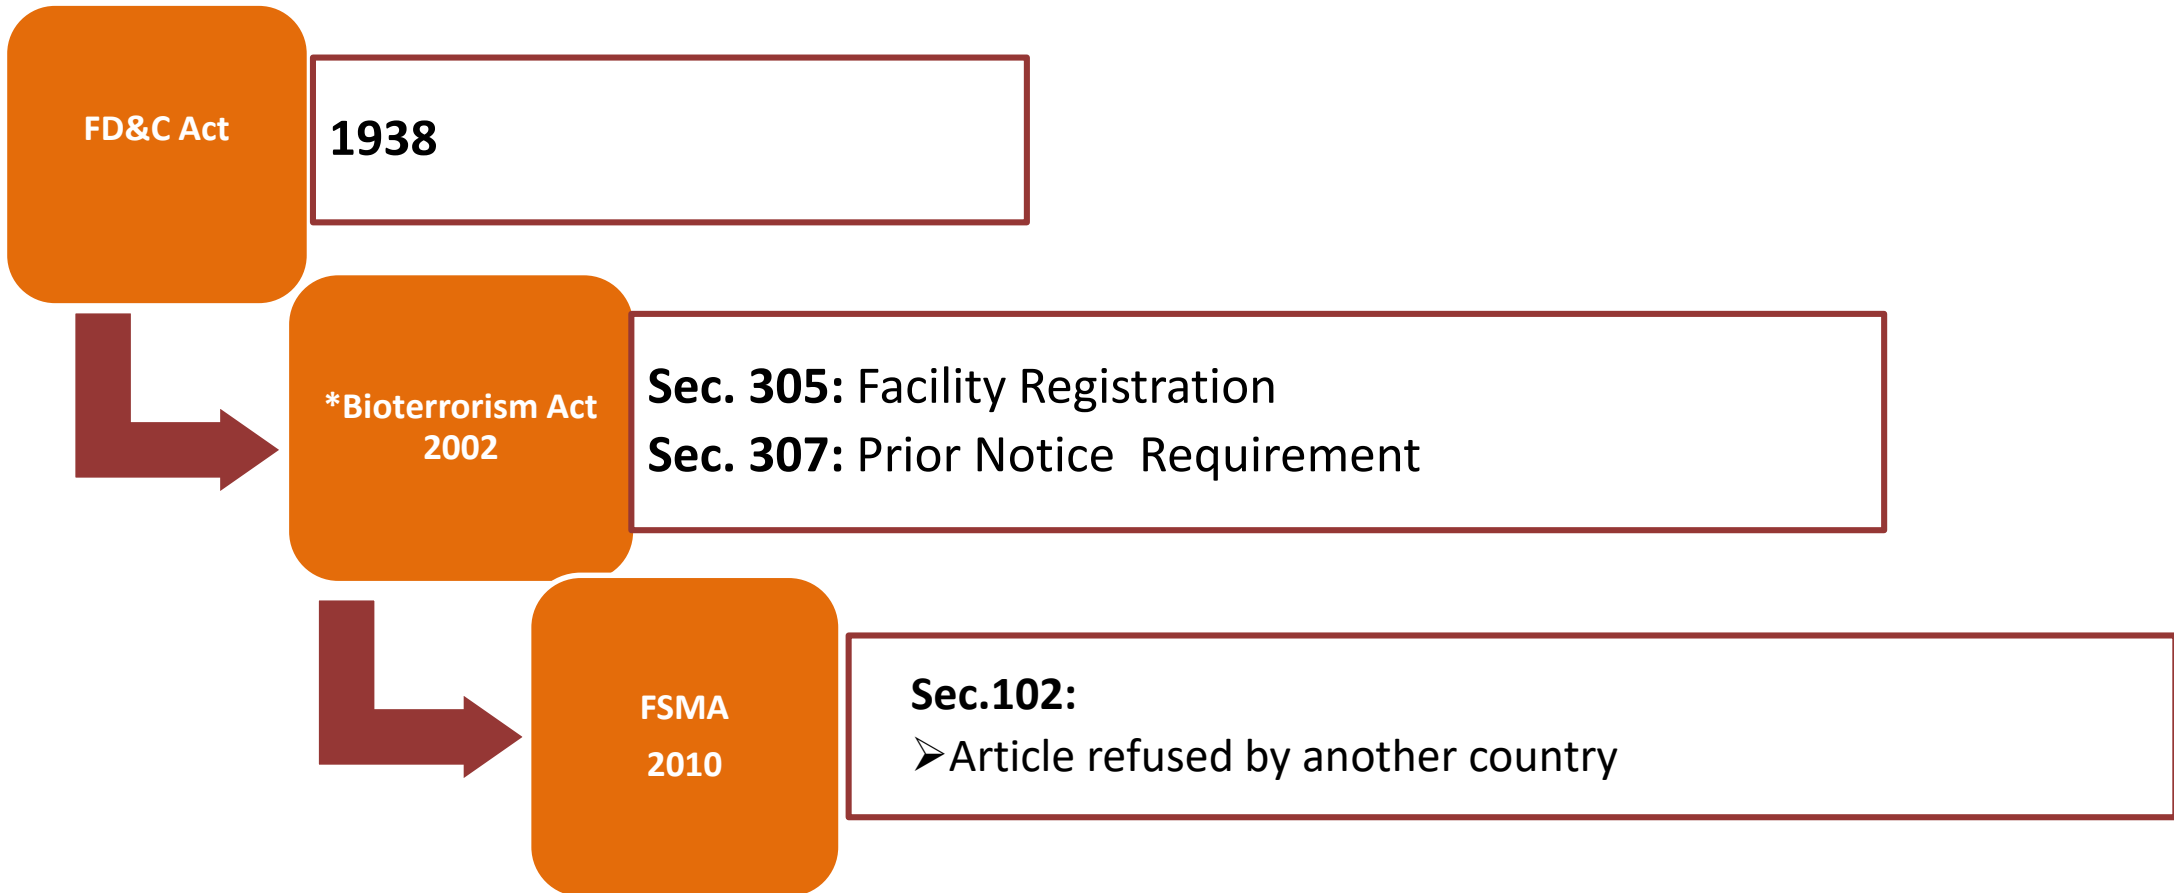 FD&C Act
1938
*Bioterrorism Act
2002
Sec. 305: Facility Registration
Sec. 307: Prior Notice  Requirement
FSMA
2010
Sec.102:
➢Article refused by another country